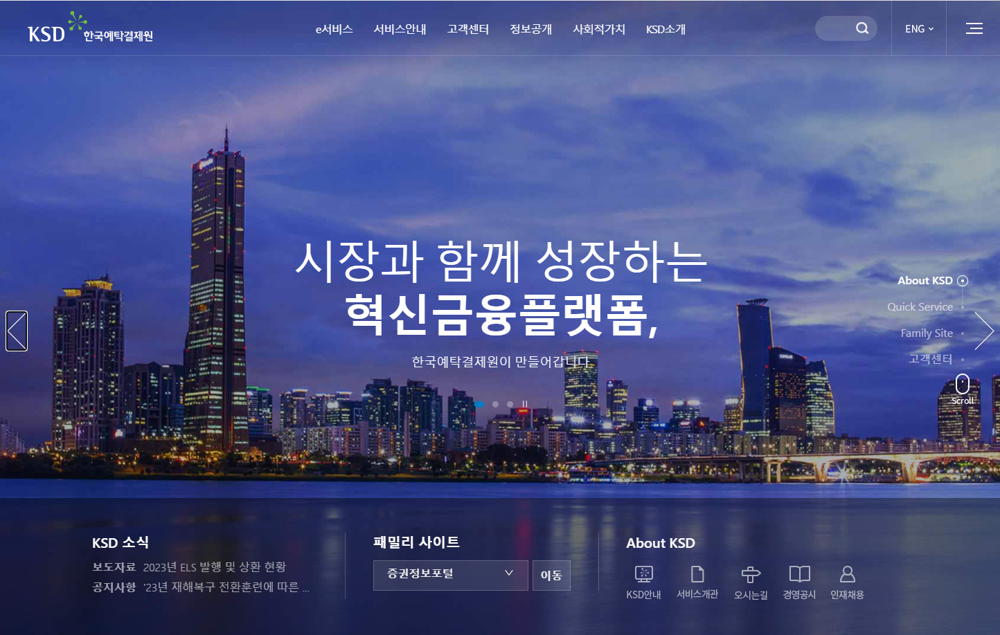 KSD 한국예탁결제원
e서비스 서비스안내 고객센터 정보공개 사회적가치 KSD소개
ENG
시장과 함께 성장하는
혁신금융플랫폼,
한국예탁결제원이 만들어갑니다.
About KSD
Quick Service
Family Site
고객센터
Scroll
KSD 소식
보도자료 2023년 ELS 발행 및 상환 현황
공지사항 '23년 재해복구 전환훈련에 따른 ...
패밀리 사이트
증권정보포털 이동
About KSD
KSD안내 서비스개관 오시는길 경영공시 인재채용